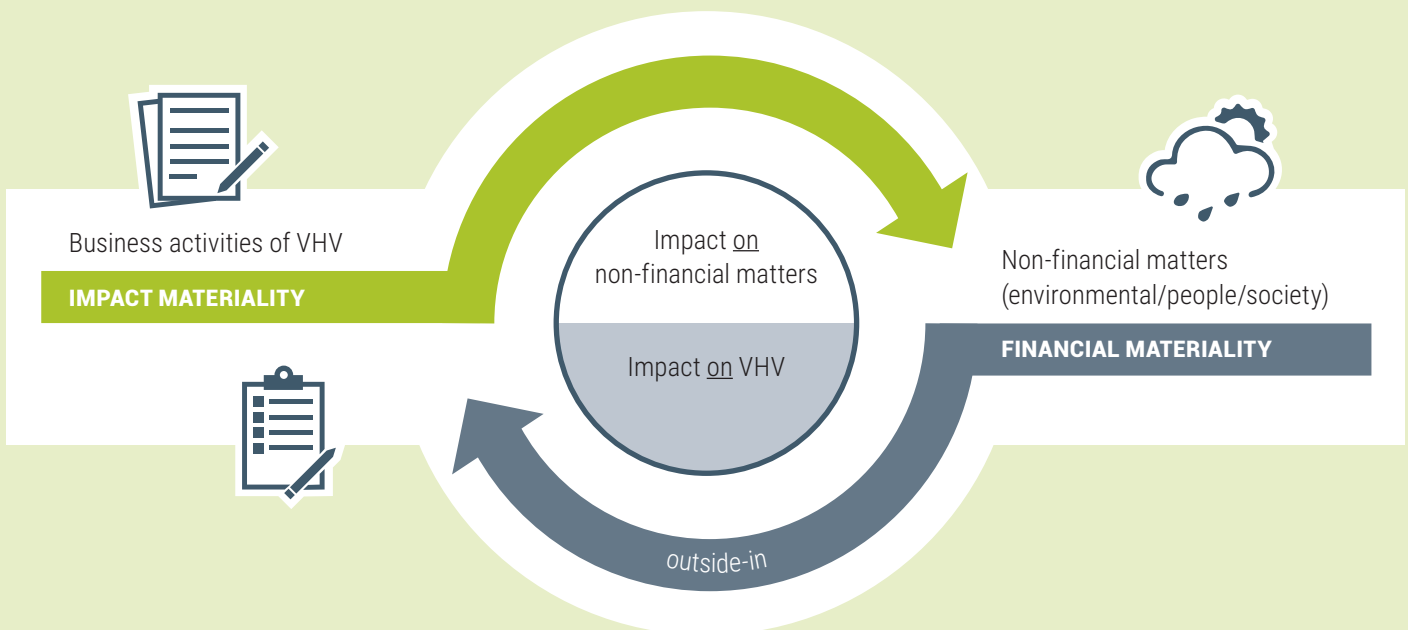 Business activities of VHV
IMPACT MATERIALITY
Impact on
non-financial matters
Impact on VHV
Non-financial matters
(environmental/people/society)
FINANCIAL MATERIALITY
outside-in